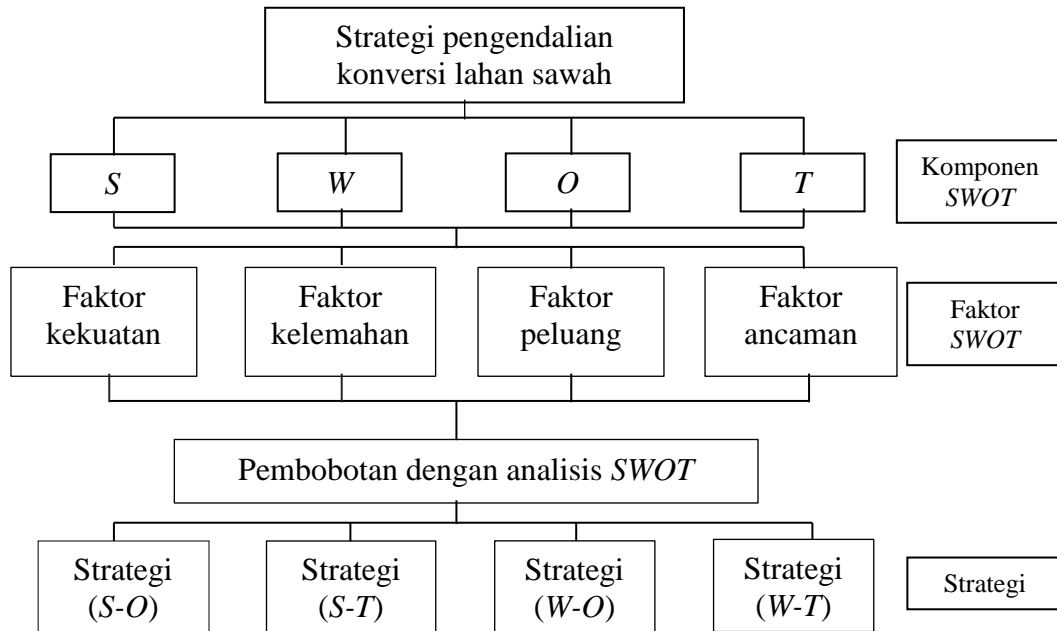 Strategi pengendalian
konversi lahan sawah
S
W
O
T
Komponen
SWOT
Faktor
kekuatan
Faktor
kelemahan
Faktor
peluang
Faktor
ancaman
Faktor
SWOT
Pembobotan dengan analisis SWOT
Strategi
(S-O)
Strategi
(S-T)
Strategi
(W-O)
Strategi
(W-T)
Strategi